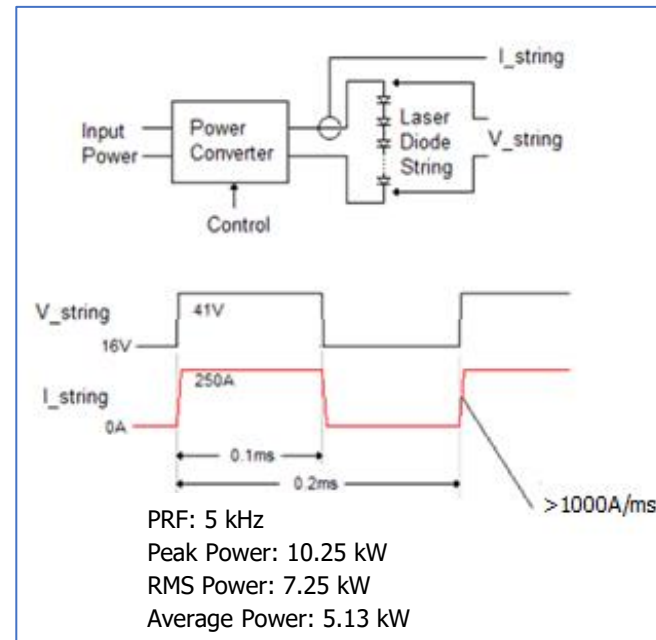 I_string
Input
Power
Power
Converter
Laser
Diode
String
V_string
Control
V_string
41V
16V
I_string
250A
0A
0.1ms
0.2ms
>1000A/ms
PRF: 5 kHz
Peak Power: 10.25 kW
RMS Power: 7.25 kW
Average Power: 5.13 kW